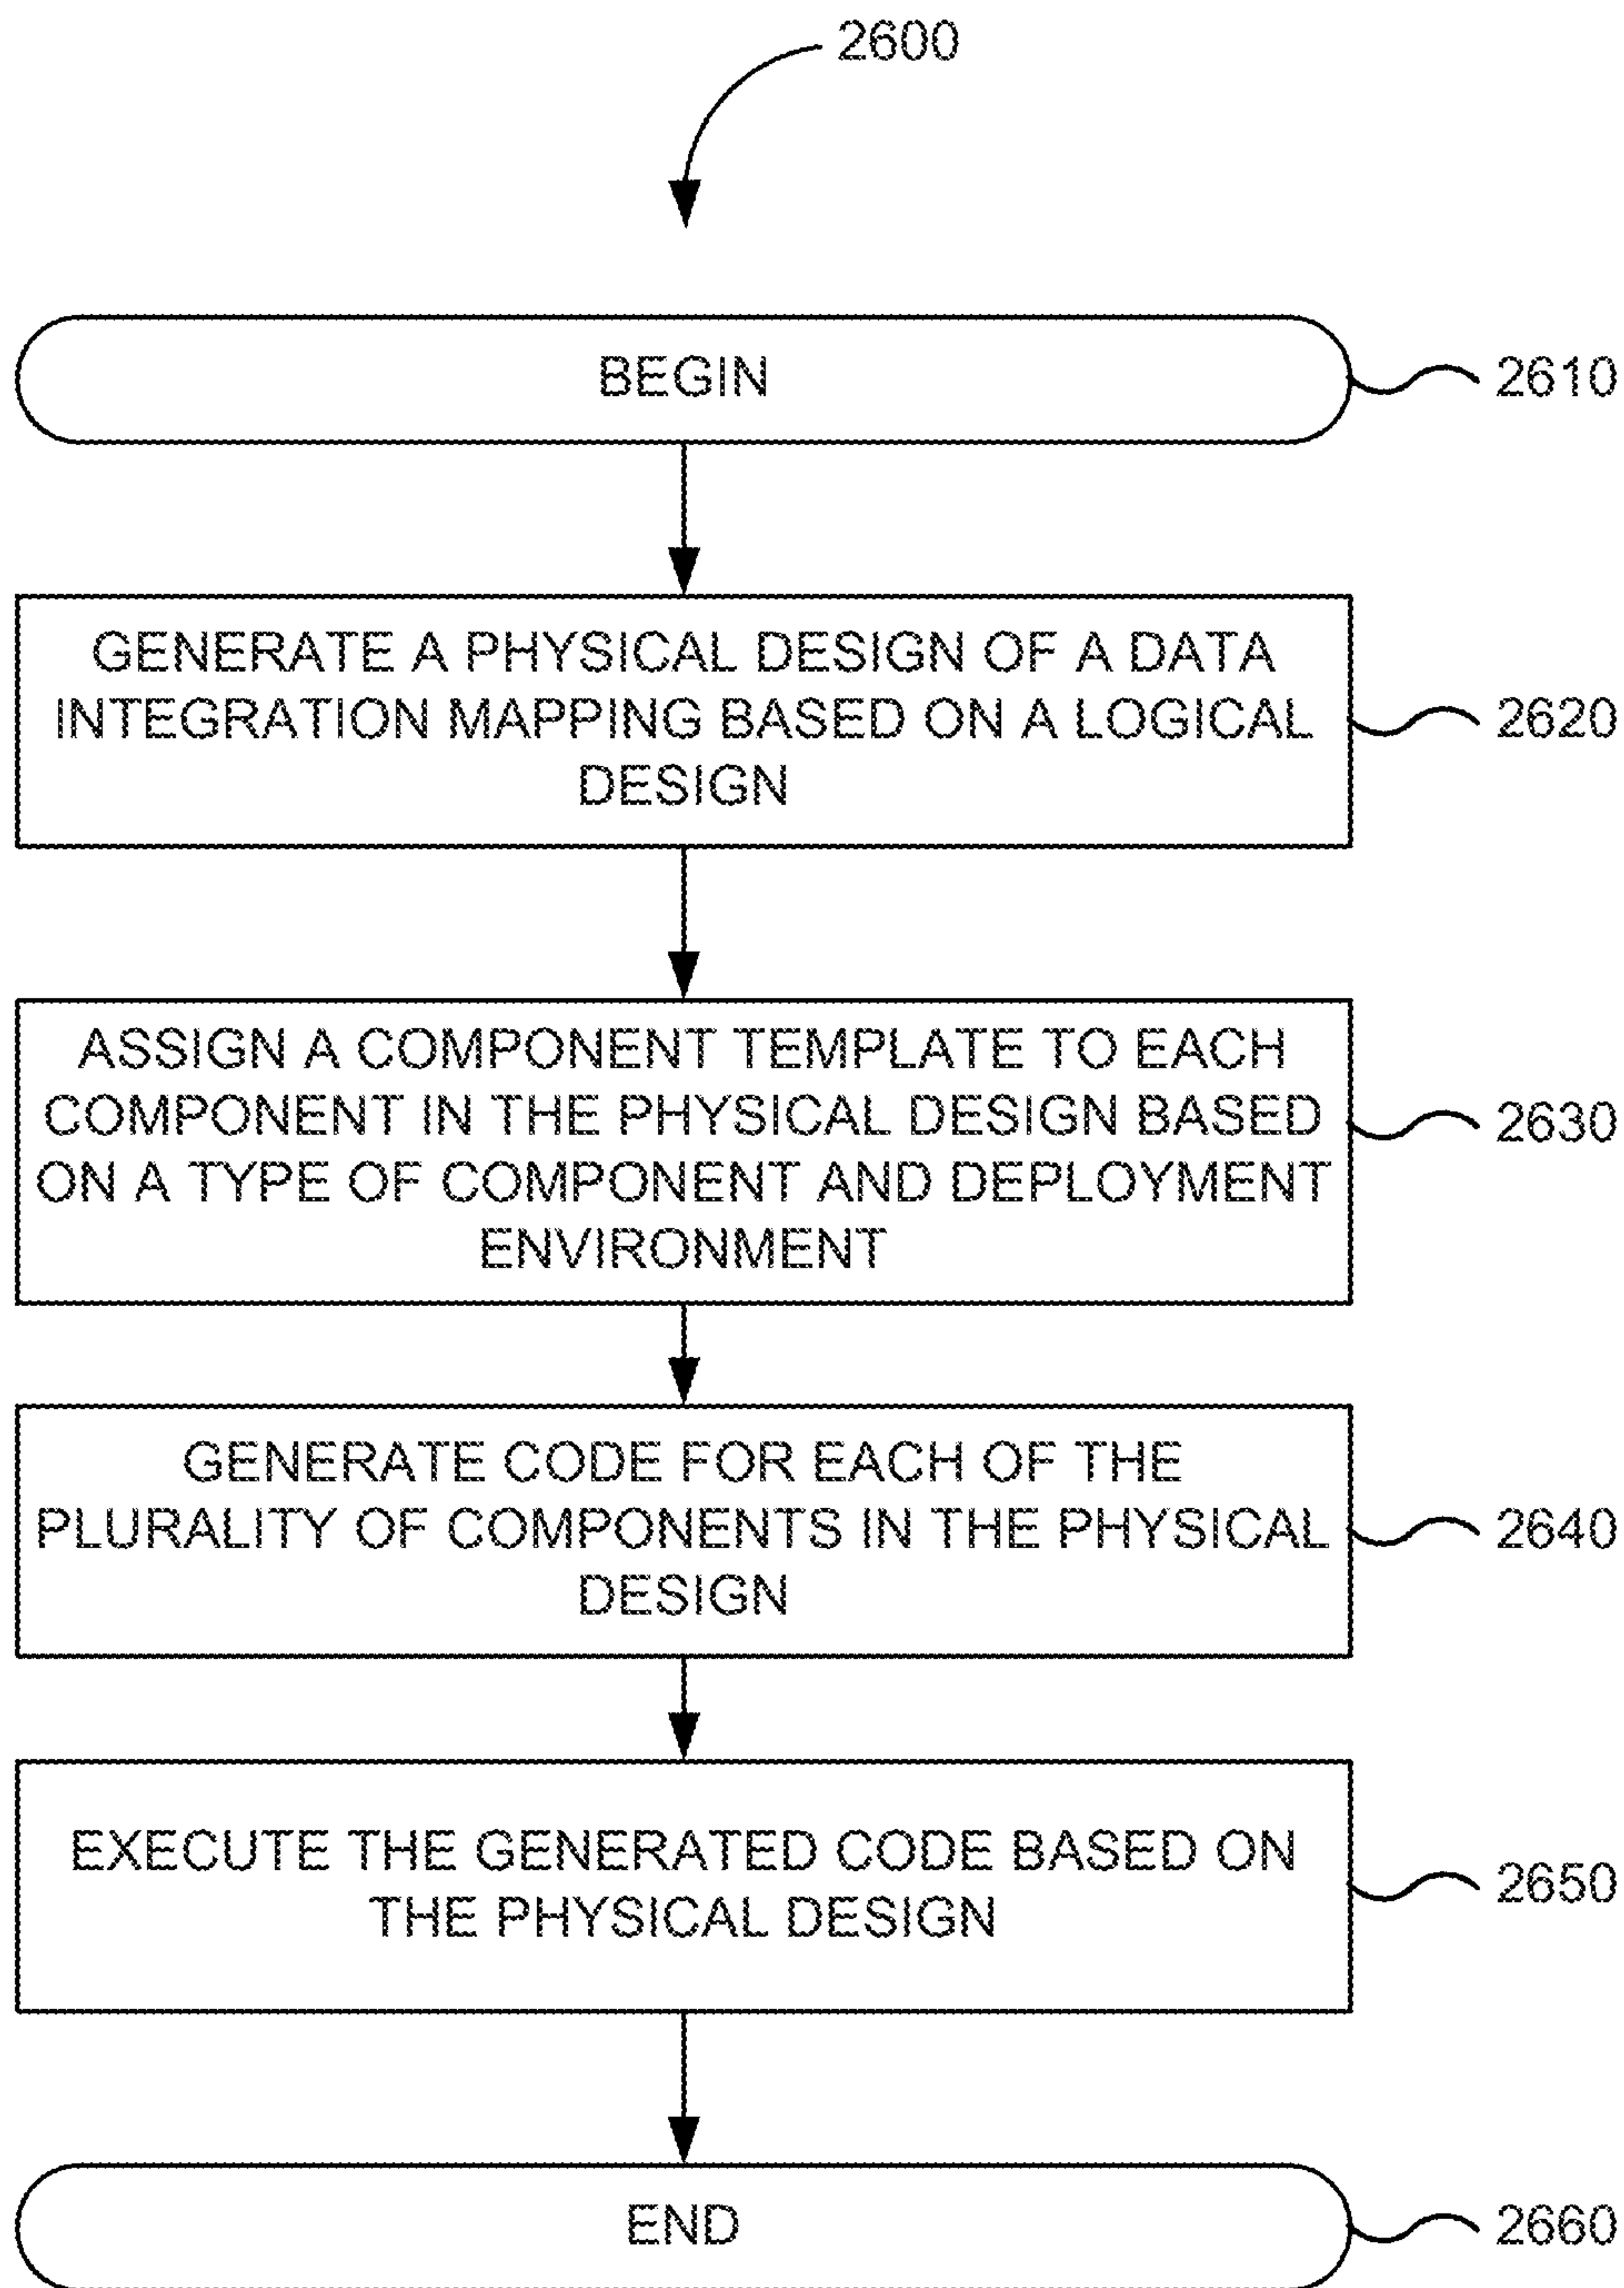 2600
BEGIN
2610
GENERATE A PHYSICAL DESIGN OF A DATA
INTEGRATION MAPPING BASED ON A LOGICAL
DESIGN
2620
ASSIGN A COMPONENT TEMPLATE TO EACH
COMPONENT IN THE PHYSICAL DESIGN BASED
ON A TYPE OF COMPONENT AND DEPLOYMENT
ENVIRONMENT
2630
GENERATE CODE FOR EACH OF THE
PLURALITY OF COMPONENTS IN THE PHYSICAL
DESIGN
2640
EXECUTE THE GENERATED CODE BASED ON
THE PHYSICAL DESIGN
2650
END
2660